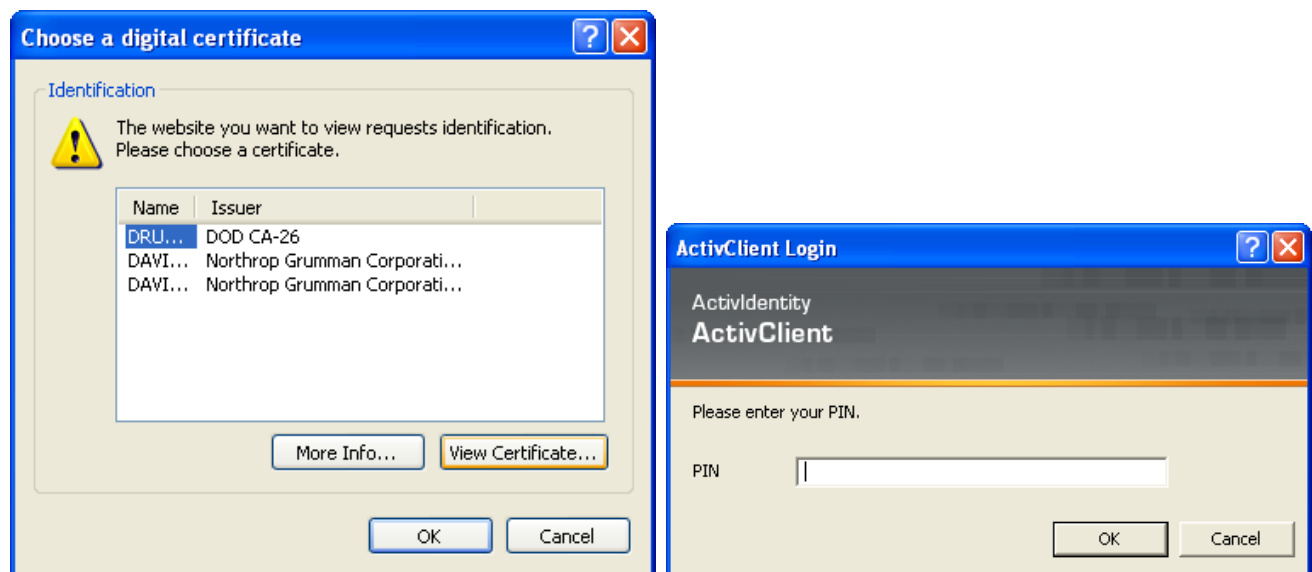 Choose a digital certificate
Identification
The website you want to view requests identification.
Please choose a certificate.
Name Issuer
DRU... DOD CA-26
DAVI... Northrop Grumman Corporati...
DAVI... Northrop Grumman Corporati...
More Info... View Certificate...
OK Cancel
ActivClient Login
ActivIdentity
ActivClient
Please enter your PIN.
PIN
OK Cancel